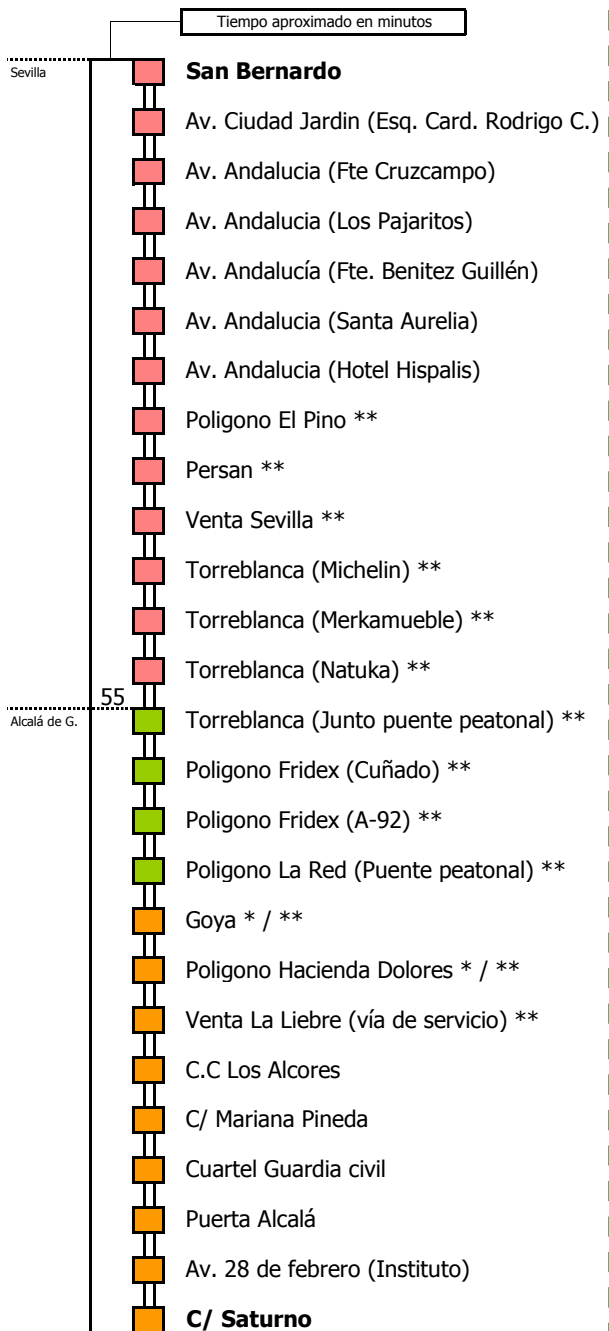 Tiempo aproximado en minutos
Sevilla
San Bernardo
Av. Ciudad Jardin (Esq. Card. Rodrigo C.)
Av. Andalucia (Fte Cruzcampo)
Av. Andalucia (Los Pajaritos)
Av. Andalucía (Fte. Benitez Guillén)
Av. Andalucia (Santa Aurelia)
Av. Andalucia (Hotel Hispalis)
Poligono El Pino **
Persan **
Venta Sevilla **
Torreblanca (Michelin) **
Torreblanca (Merkamueble) **
Torreblanca (Natuka) **
55
Alcalá de G.
Torreblanca (Junto puente peatonal) **
Poligono Fridex (Cuñado) **
Poligono Fridex (A-92) **
Poligono La Red (Puente peatonal) **
Goya * / **
Poligono Hacienda Dolores * / **
Venta La Liebre (vía de servicio) **
C.C Los Alcores
C/ Mariana Pineda
Cuartel Guardia civil
Puerta Alcalá
Av. 28 de febrero (Instituto)
C/ Saturno